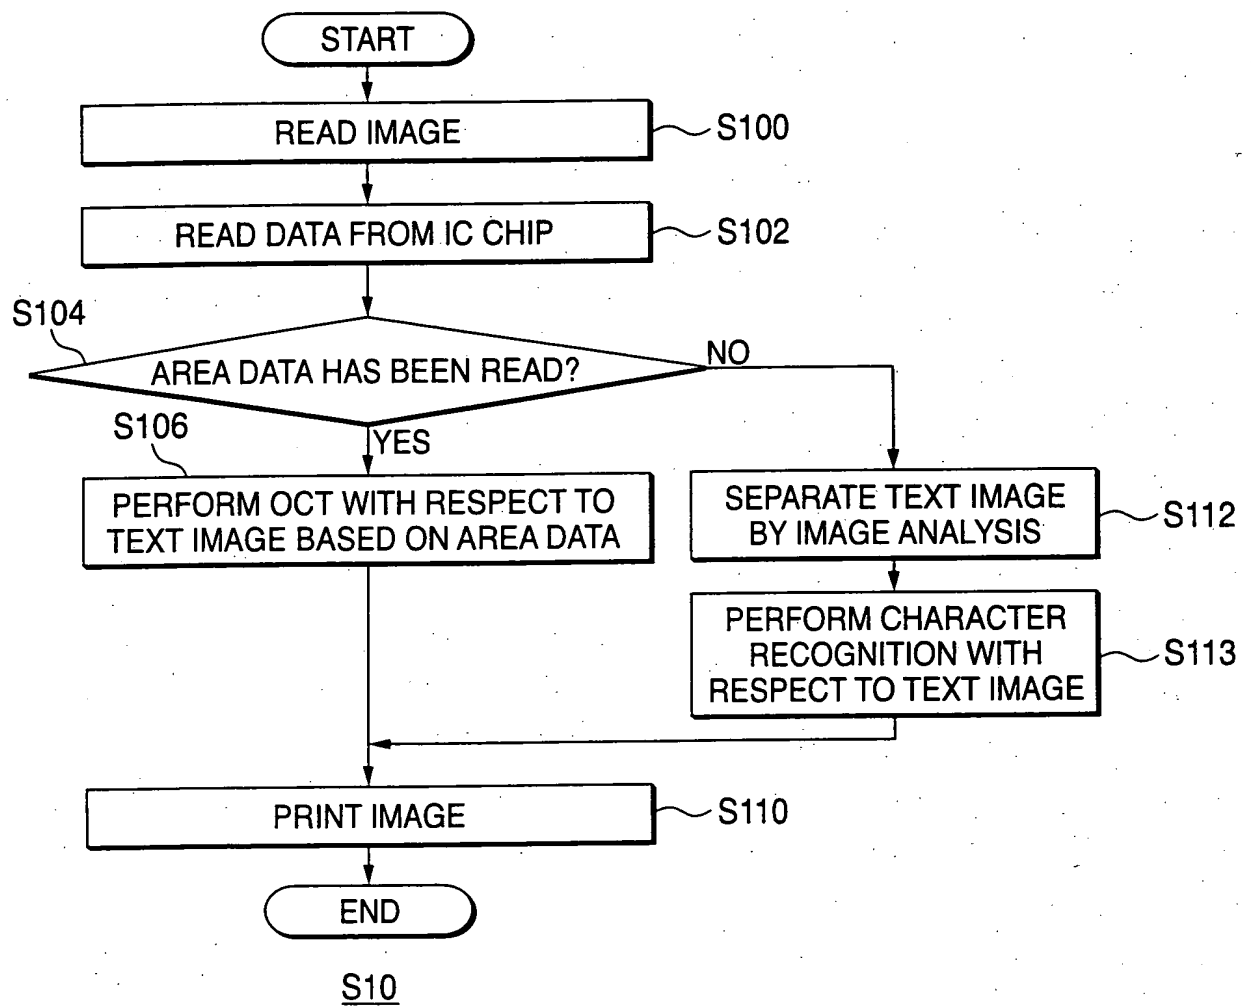 START
READ IMAGE
S100
READ DATA FROM IC CHIP
S102
S104
AREA DATA HAS BEEN READ?
NO
S106
YES
PERFORM OCT WITH RESPECT TO
TEXT IMAGE BASED ON AREA DATA
SEPARATE TEXT IMAGE
BY IMAGE ANALYSIS
S112
PERFORM CHARACTER
RECOGNITION WITH
RESPECT TO TEXT IMAGE
S113
PRINT IMAGE
S110
END
S10